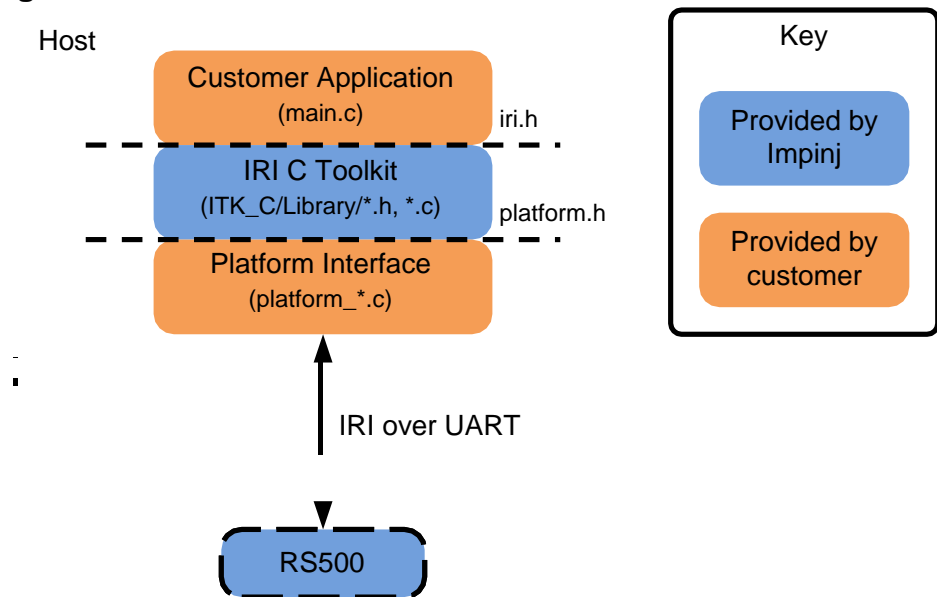 Host
Customer Application
(main.c)
iri.h
IRI C Toolkit
(ITK_C/Library/*.h, *.c)
platform.h
Platform Interface
(platform_*.c)
IRI over UART
RS500
Key
Provided by
Impinj
Provided by
customer